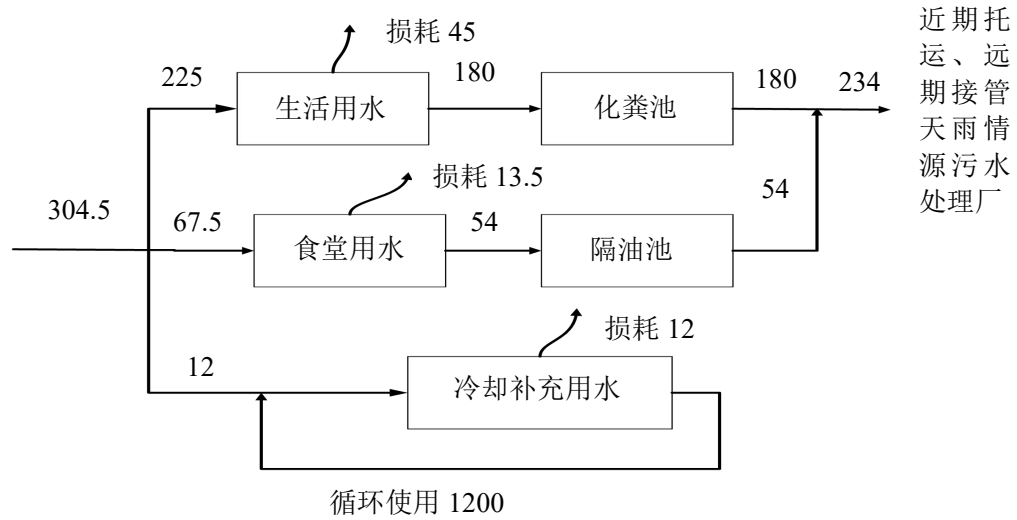 损耗 45
近期托
运、远
期接管
天雨情
源污水
处理厂
225
生活用水
180
化粪池
180
234
损耗 13.5
304.5
67.5
食堂用水
54
隔油池
54
损耗 12
12
冷却补充用水
循环使用 1200